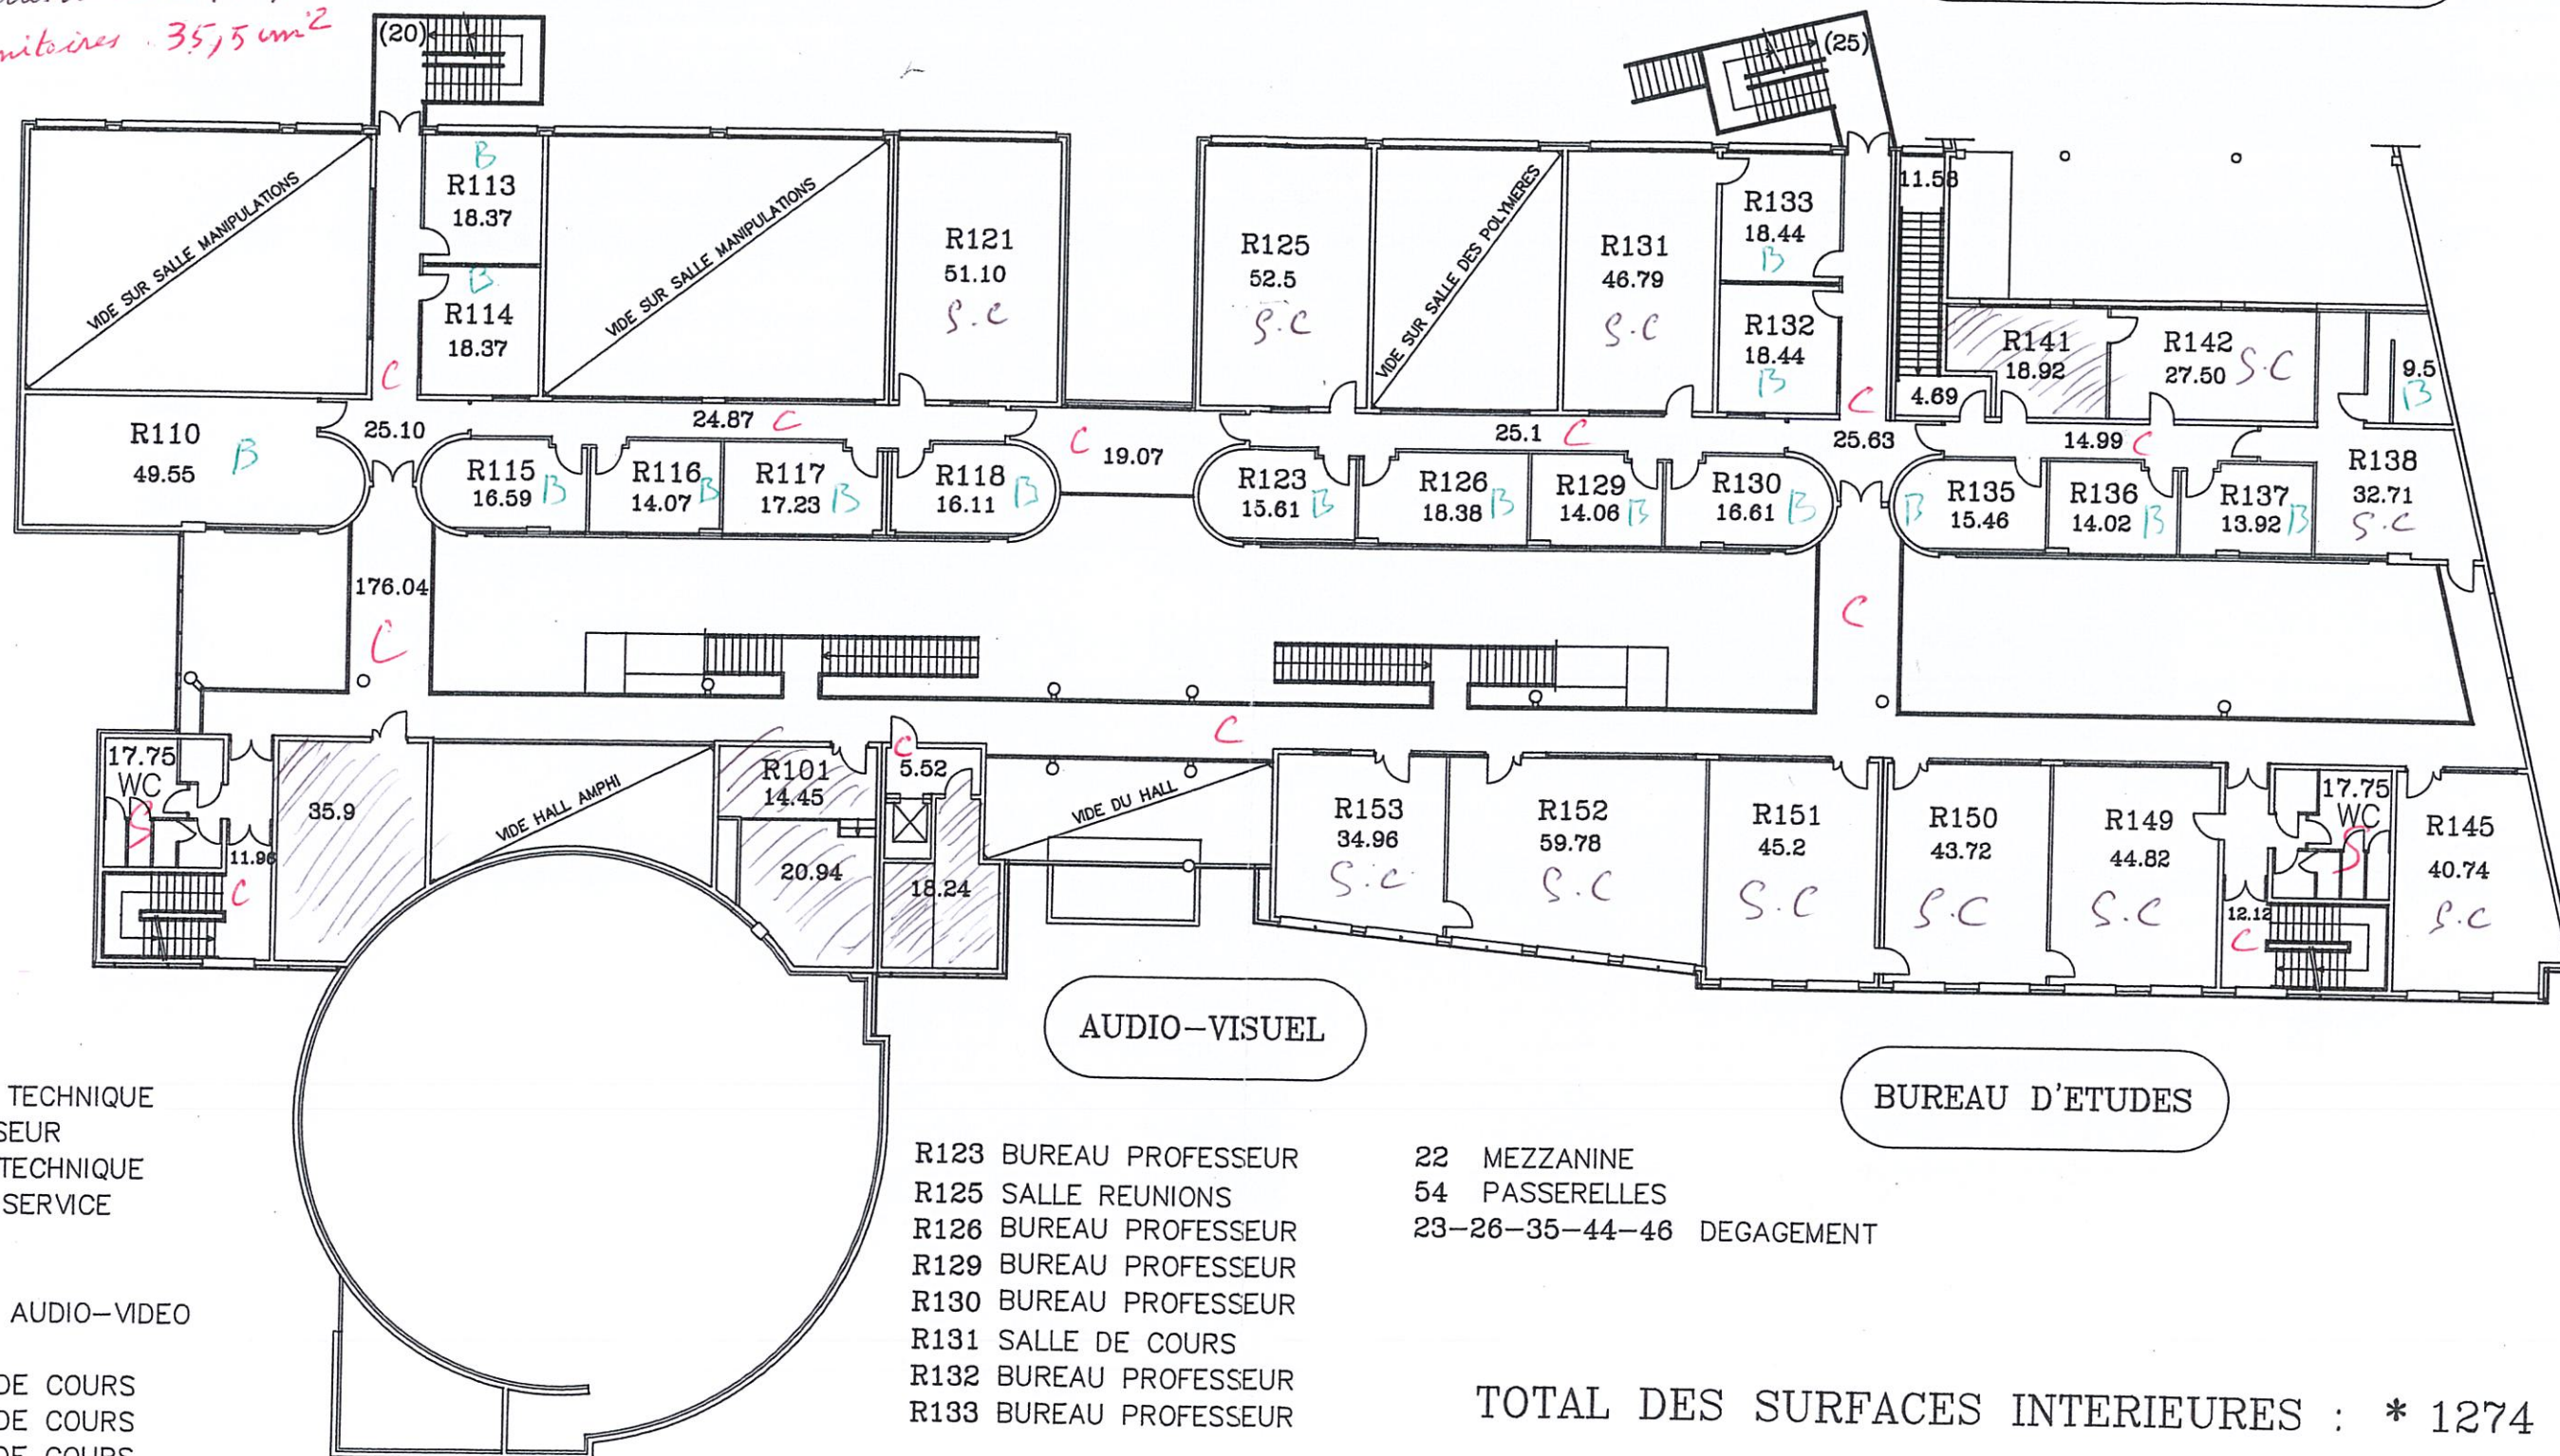 nitaires . 35,5 cm²
(20)
(25)
VIDE SUR SALLE MANIPULATIONS
B
R113
18.37
B
R114
18.37
VIDE SUR SALLE MANIPULATIONS
R121
51.10
S.C
R125
52.5
S.C
VIDE SUR SALLE DES POLYMERES
R131
46.79
S.C
R133
18.44
B
R132
18.44
B
11.58
4.69
R141
18.92
R142
27.50 S.C
9.5
B
C
C
R110
49.55
B
25.10
24.87 C
C
19.07
25.1 C
25.63
14.99 C
R115
16.59 B
R116
14.07 B
R117
17.23 B
R118
16.11 B
R123
15.61 B
R126
18.38 B
R129
14.06 B
R130
16.61 B
B
R135
15.46
R136
14.02 B
R137
13.92 B
R138
32.71
S.C
176.04
C
C
C
17.75
WC
S
11.96
C
35.9
VIDE HALL AMPHI
R101
14.45
20.94
C
5.52
18.24
VIDE DU HALL
R153
34.96
S.C
R152
59.78
S.C
R151
45.2
S.C
R150
43.72
S.C
R149
44.82
S.C
17.75
WC
S
12.12
C
R145
40.74
S.C
AUDIO-VISUEL
BUREAU D'ETUDES
TECHNIQUE
SEUR
TECHNIQUE
SERVICE
AUDIO-VIDEO
DE COURS
DE COURS
DE COURS
R123 BUREAU PROFESSEUR
R125 SALLE REUNIONS
R126 BUREAU PROFESSEUR
R129 BUREAU PROFESSEUR
R130 BUREAU PROFESSEUR
R131 SALLE DE COURS
R132 BUREAU PROFESSEUR
R133 BUREAU PROFESSEUR
22 MEZZANINE
54 PASSERELLES
23-26-35-44-46 DEGAGEMENT
TOTAL DES SURFACES INTERIEURES : * 1274